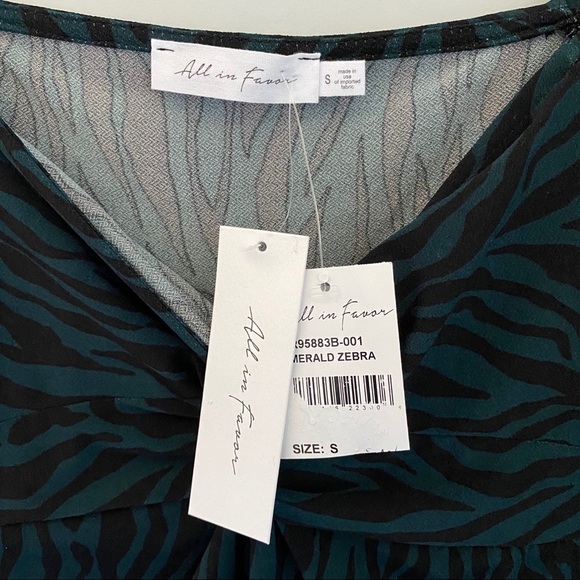 All in Favor
S
made in
usa
of imported
fabric
All in Favor
ll in Favor
95883B-001
MERALD ZEBRA
SIZE: S